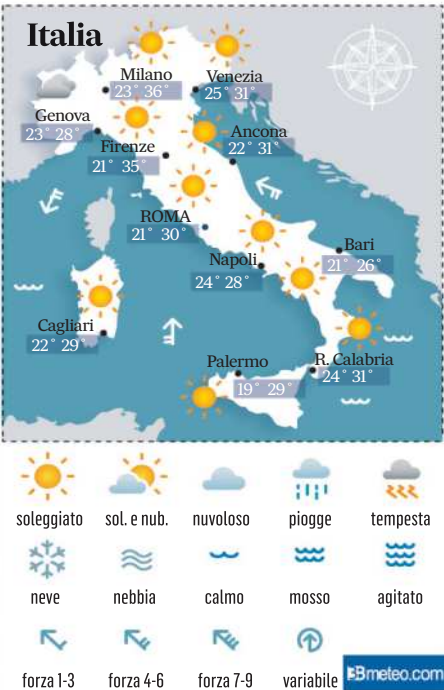 Italia
Milano
23° 36°
Venezia
25° 31°
Genova
23° 28°
Firenze
21° 35°
Ancona
22° 31°
ROMA
21° 30°
Bari
21° 26°
Napoli
24° 28°
Cagliari
22° 29°
Palermo
19° 29°
R. Calabria
24° 31°
soleggiato sol. e nub. nuvoloso piogge tempesta
neve nebbia calmo mosso agitato
forza 1-3 forza 4-6 forza 7-9 variabile
3Bmeteo.com